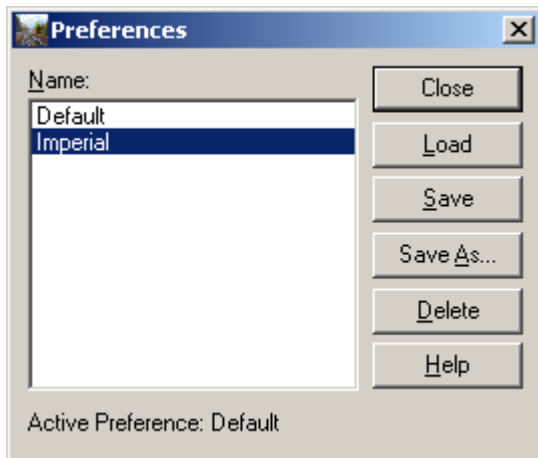 Preferences
Name:
Default
Imperial
Close
Load
Save
Save As...
Delete
Help
Active Preference: Default